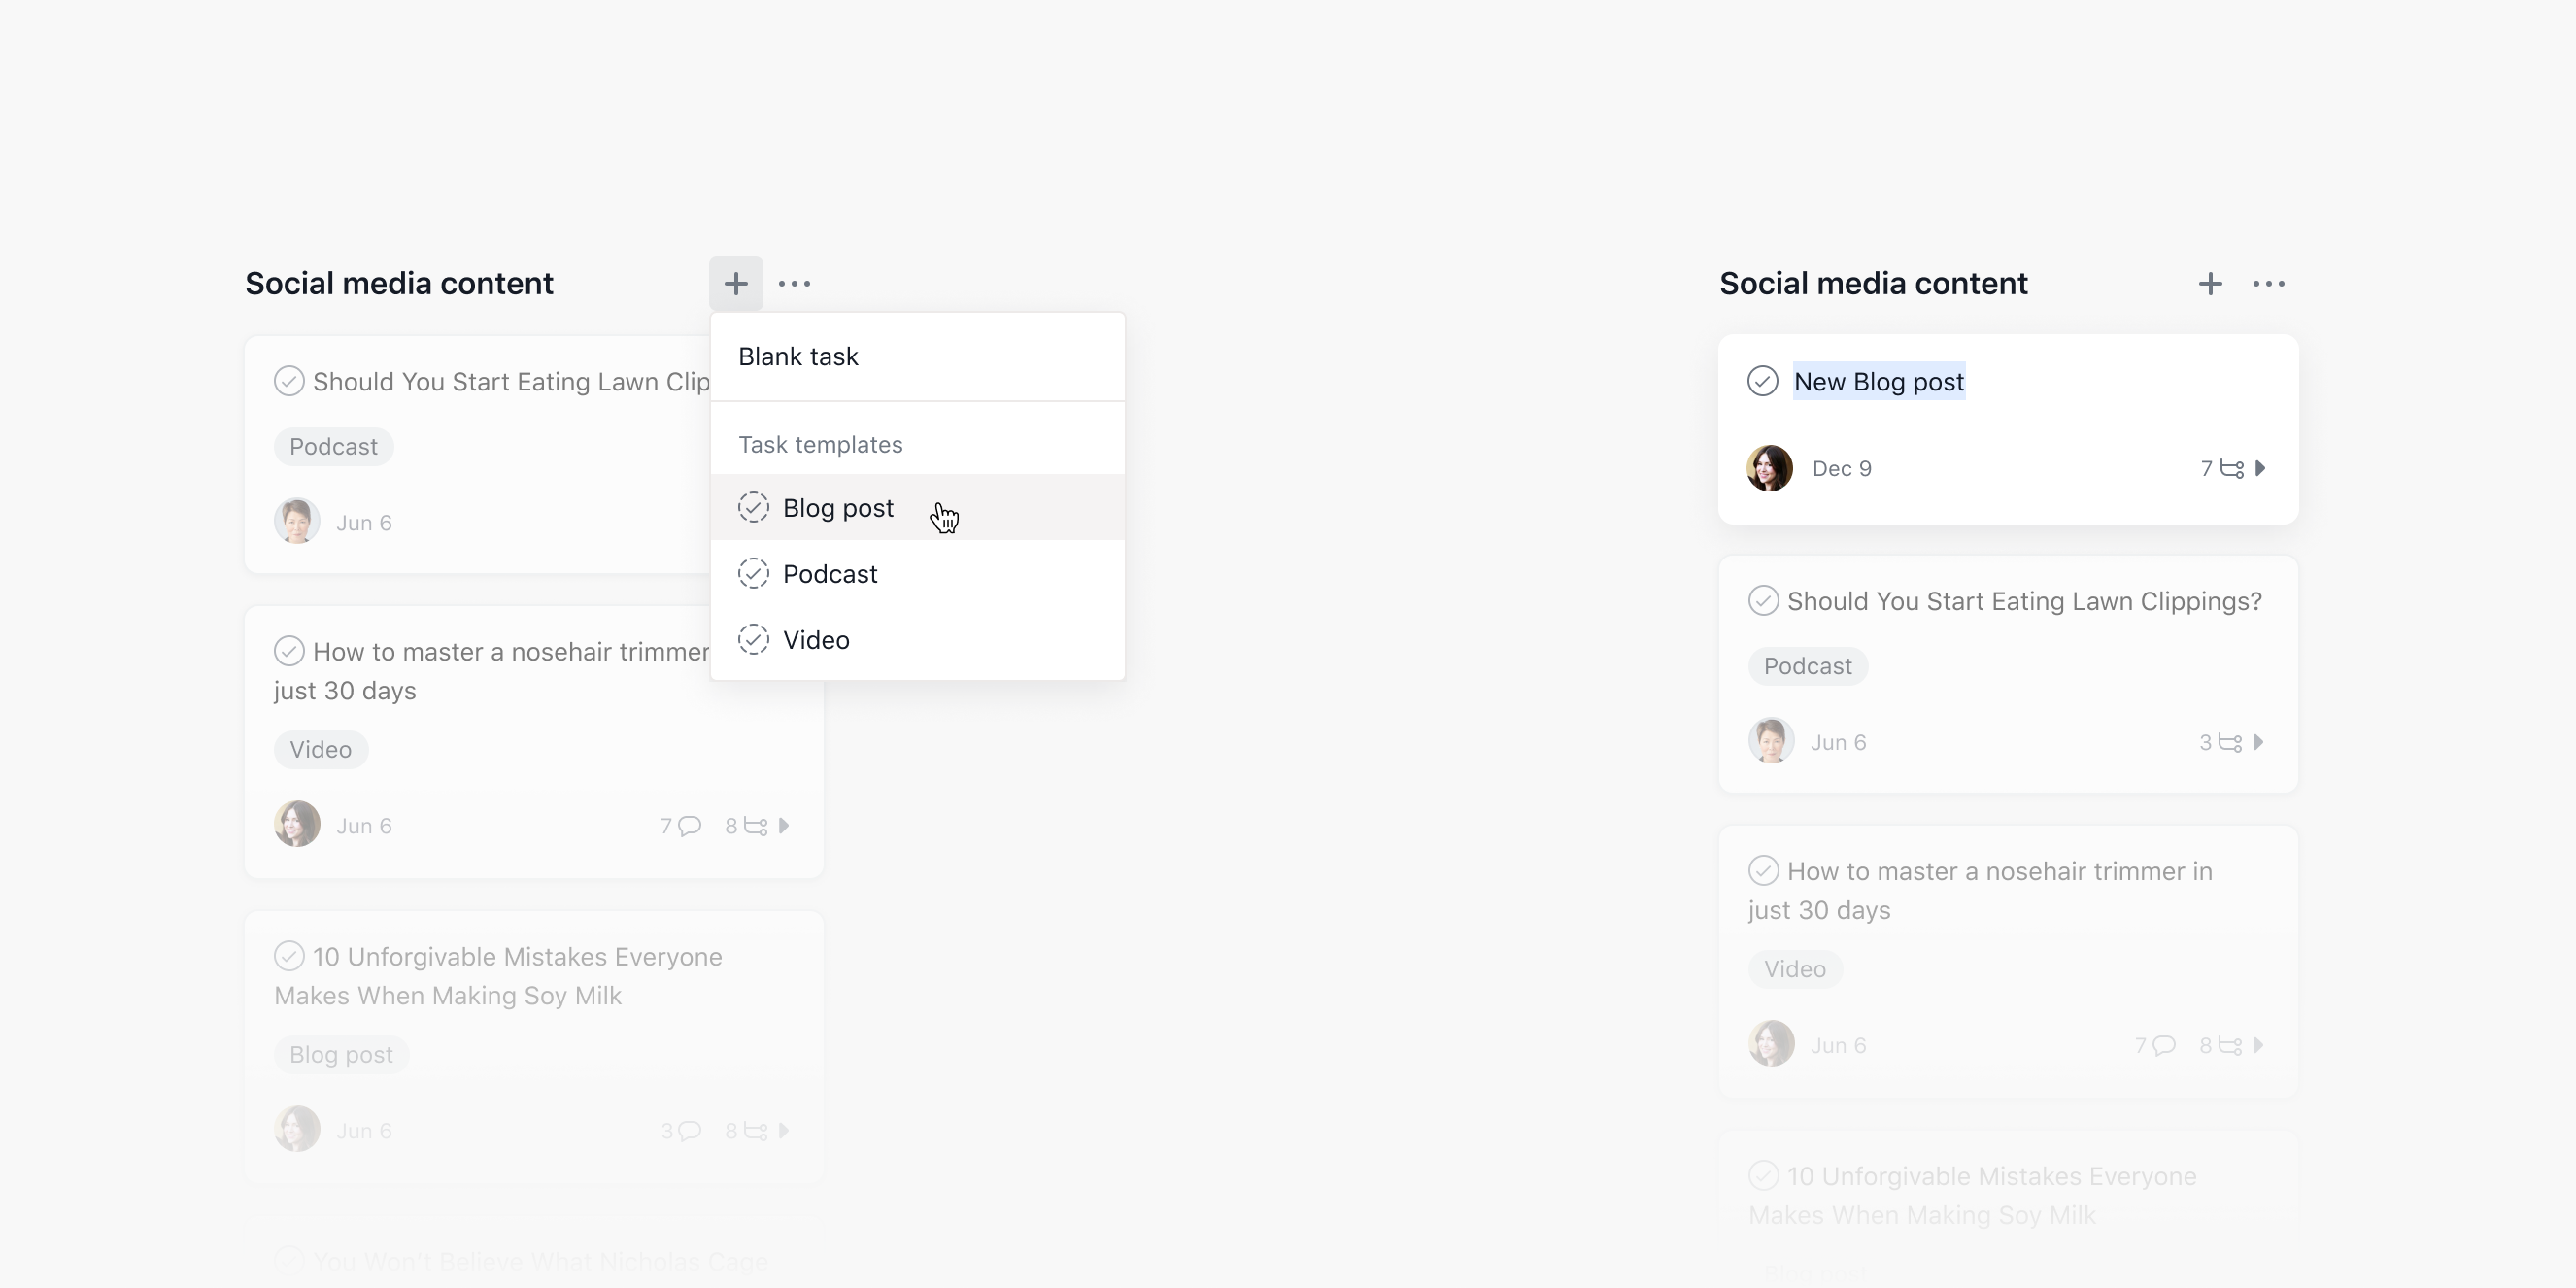 Social media content
Should You Start Eating Lawn Clip
Podcast
Jun 6
How to master a nosehair trimmer
just 30 days
Video
Jun 6
7
8
10 Unforgivable Mistakes Everyone
Makes When Making Soy Milk
Blog post
Jun 6
3
8
You Won't Believe What Nicholas Cage
Blank task
Task templates
Blog post
Podcast
Video
Social media content
New Blog post
Dec 9
7
Should You Start Eating Lawn Clippings?
Podcast
Jun 6
3
How to master a nosehair trimmer in
just 30 days
Video
Jun 6
7
8
10 Unforgivable Mistakes Everyone
Makes When Making Soy Milk
Blog post